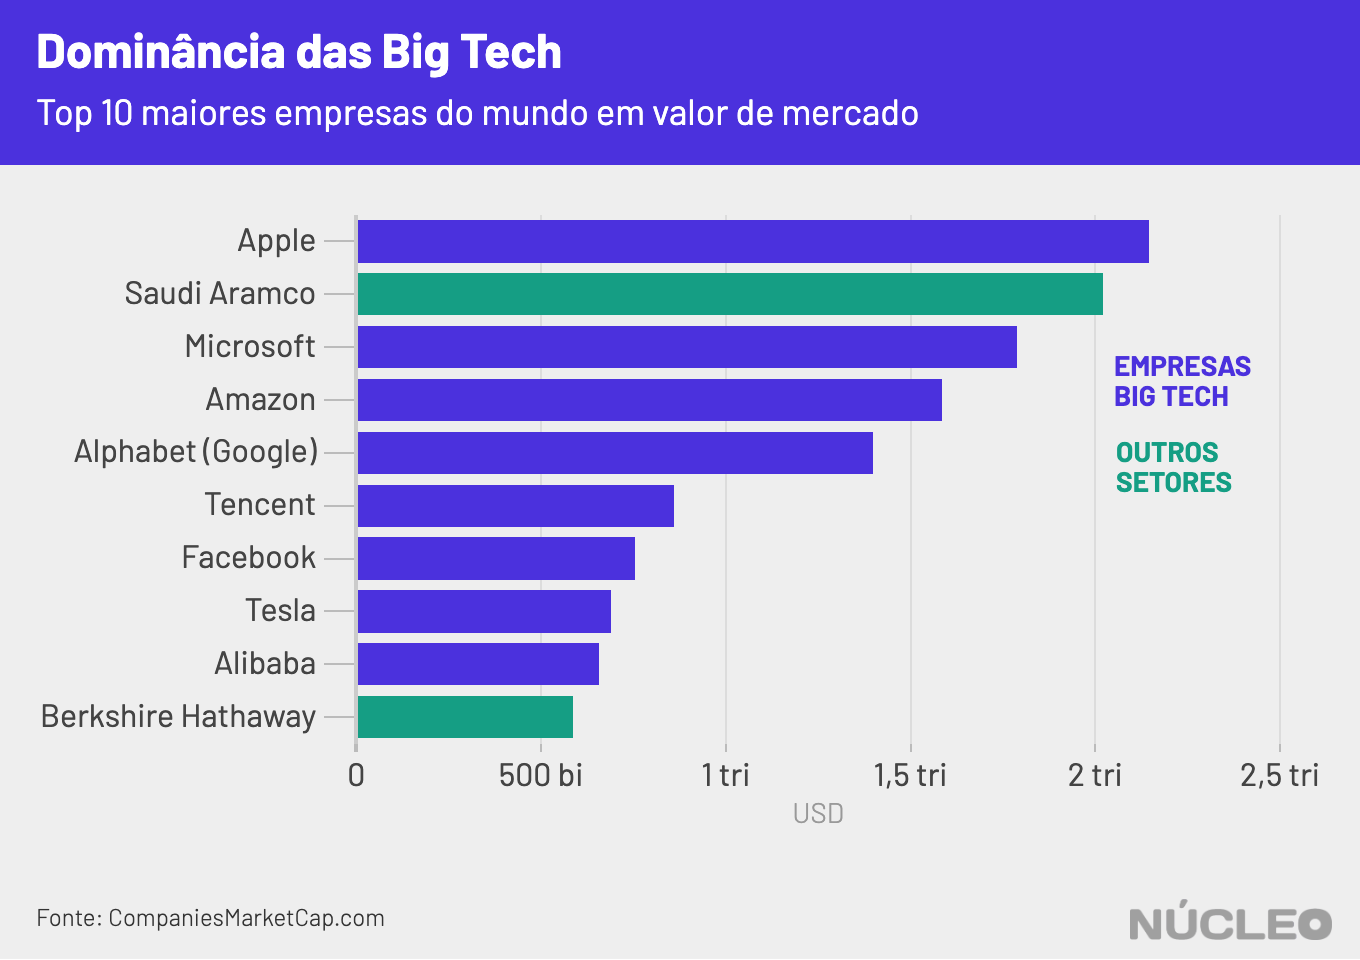 Dominância das Big Tech
Top 10 maiores empresas do mundo em valor de mercado
Apple
Saudi Aramco
Microsoft
Amazon
Alphabet (Google)
Tencent
Facebook
Tesla
Alibaba
Berkshire Hathaway
EMPRESAS
BIG TECH
OUTROS
SETORES
0
500 bi
1 tri
1,5 tri
2 tri
2,5 tri
USD
Fonte: CompaniesMarketCap.com
NÚCLEO